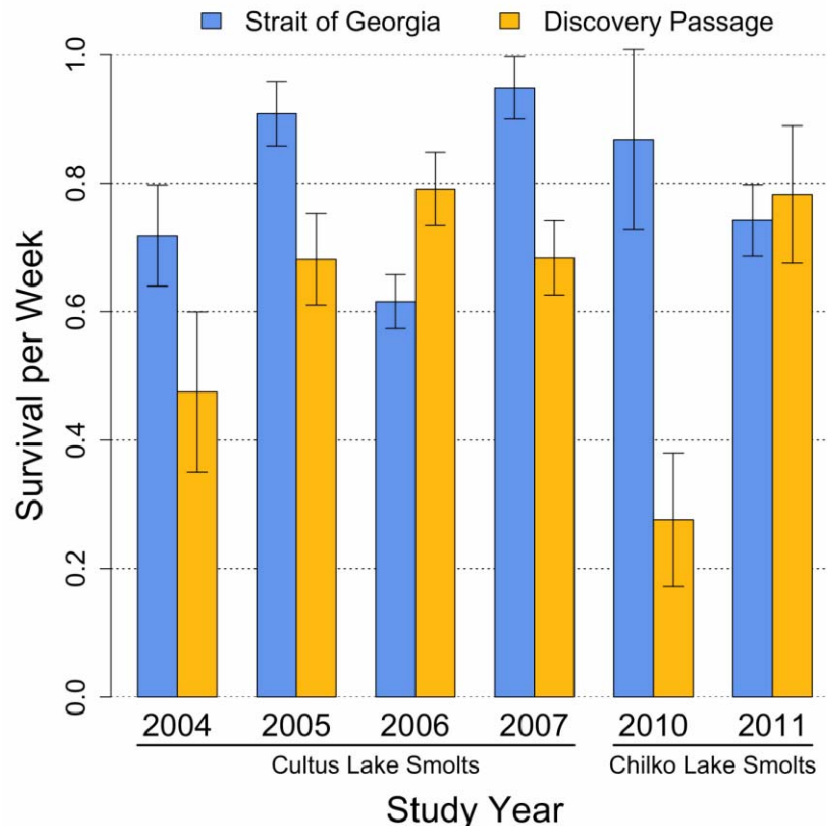 Strait of Georgia Discovery Passage
Survival per Week
1.0
0.8
0.6
0.4
0.2
0.0
2004 2005 2006 2007 2010 2011
Cultus Lake Smolts Chilko Lake Smolts
Study Year